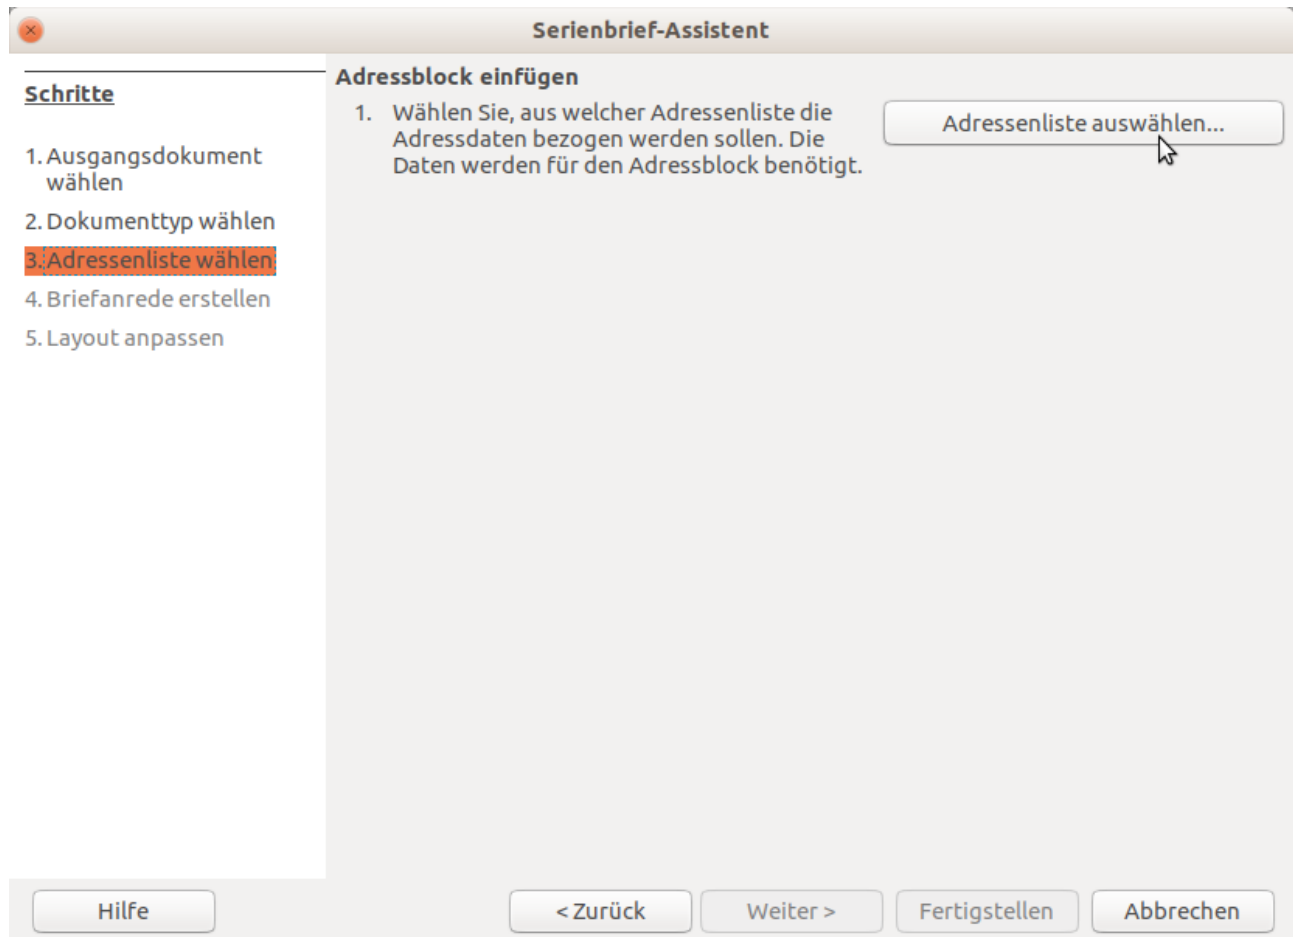 Serienbrief-Assistent
Schritte
1. Ausgangsdokument
wählen
2. Dokumenttyp wählen
3. Adressenliste wählen
4. Briefanrede erstellen
5. Layout anpassen
Adressblock einfügen
1. Wählen Sie, aus welcher Adressenliste die
Adressdaten bezogen werden sollen. Die
Daten werden für den Adressblock benötigt.
Adressenliste auswählen...
Hilfe
< Zurück
Weiter >
Fertigstellen
Abbrechen